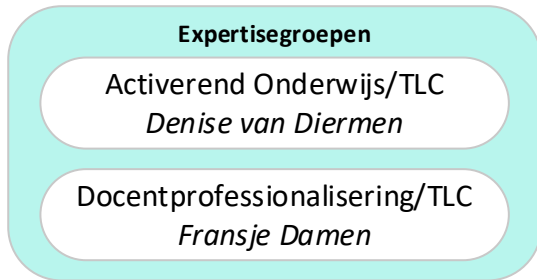 Expertisegroepen
Activerend Onderwijs/TLC
Denise van Diermen
Docentprofessionalisering/TLC
Fransje Damen